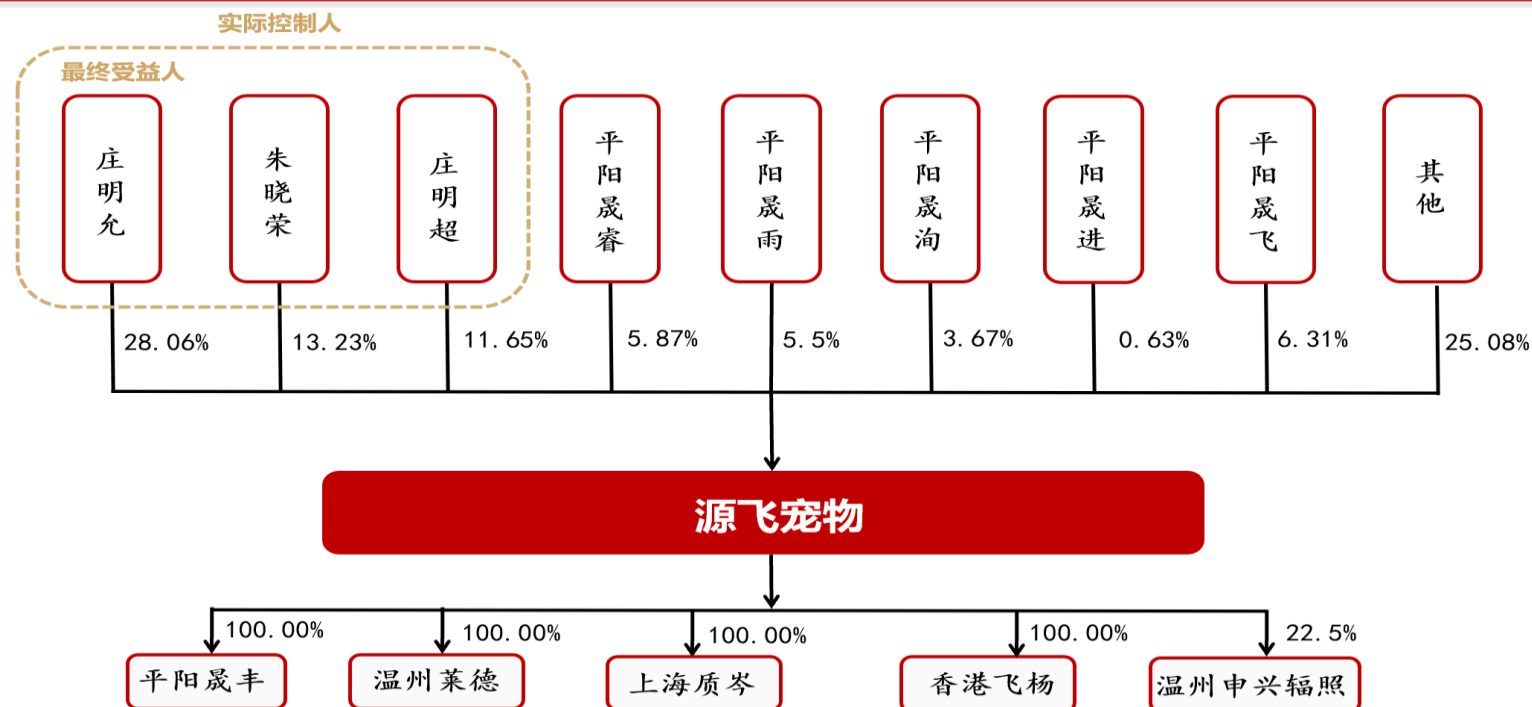 实际控制人
最终受益人
庄明允
朱晓荣
庄明超
平阳晟睿
平阳晟雨
平阳晟洵
平阳晟进
平阳晟飞
其他
28.06%
13.23%
11.65%
5.87%
5.5%
3.67%
0.63%
6.31%
25.08%
源飞宠物
100.00%
100.00%
100.00%
100.00%
22.5%
平阳晟丰
温州莱德
上海质岑
香港飞杨
温州申兴辐照